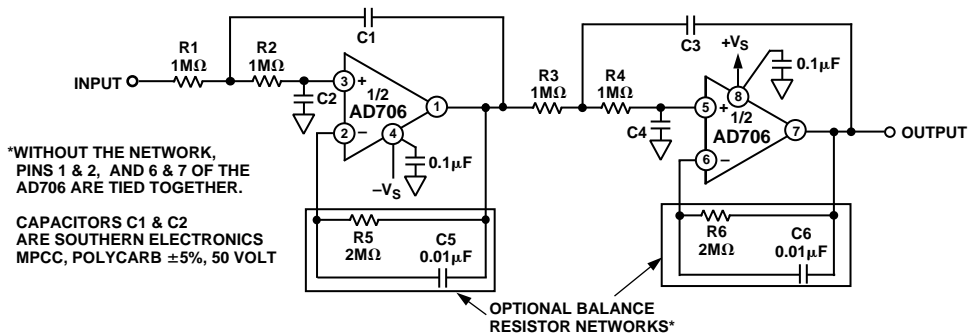 C1
R1
1MΩ
R2
1MΩ
INPUT
C2
3
+
1/2
AD706
1
2
−
4
0.1µF
−VS
R3
1MΩ
R4
1MΩ
C3
C4
+VS
0.1µF
8
5
+
1/2
AD706
7
6
−
OUTPUT
*WITHOUT THE NETWORK,
PINS 1 & 2, AND 6 & 7 OF THE
AD706 ARE TIED TOGETHER.
CAPACITORS C1 & C2
ARE SOUTHERN ELECTRONICS
MPCC, POLYCARB ±5%, 50 VOLT
R5
2MΩ
C5
0.01µF
R6
2MΩ
C6
0.01µF
OPTIONAL BALANCE
RESISTOR NETWORKS*